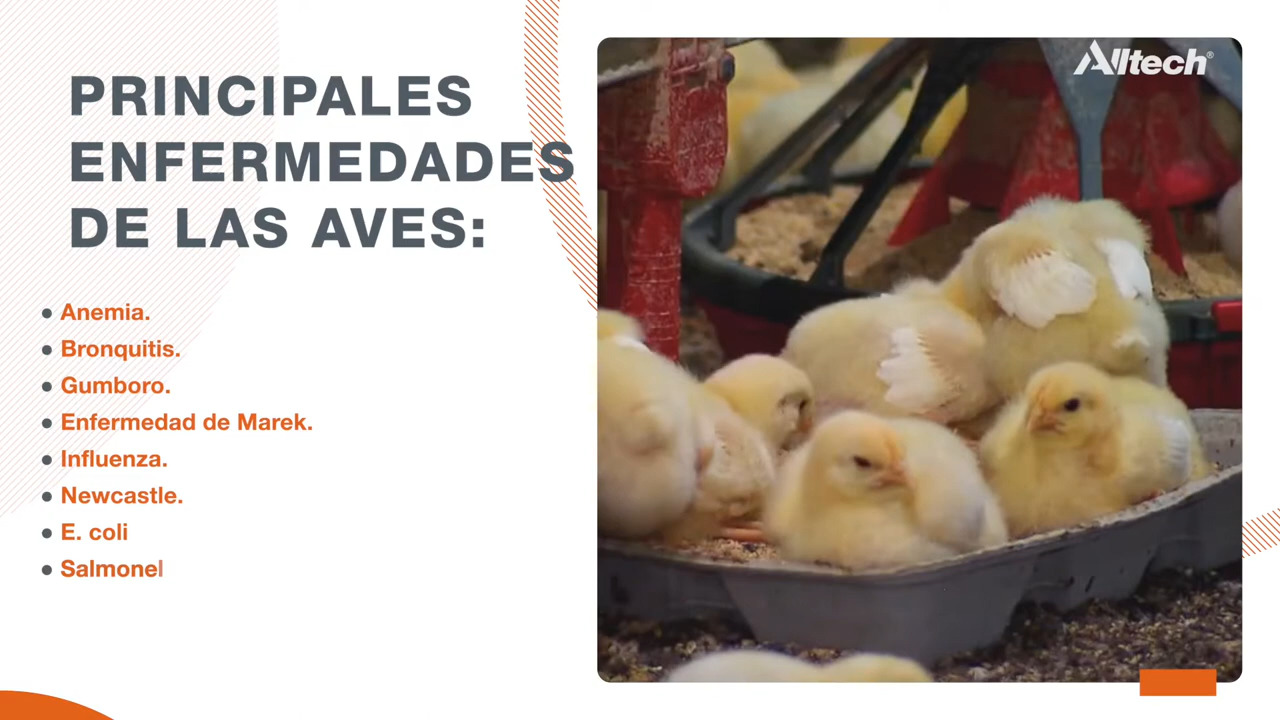 PRINCIPALES
ENFERMEDADES
DE LAS AVES:
• Anemia.
• Bronquitis.
• Gumboro.
• Enfermedad de Marek.
• Influenza.
• Newcastle.
• E. coli
• Salmonel
Alltech®